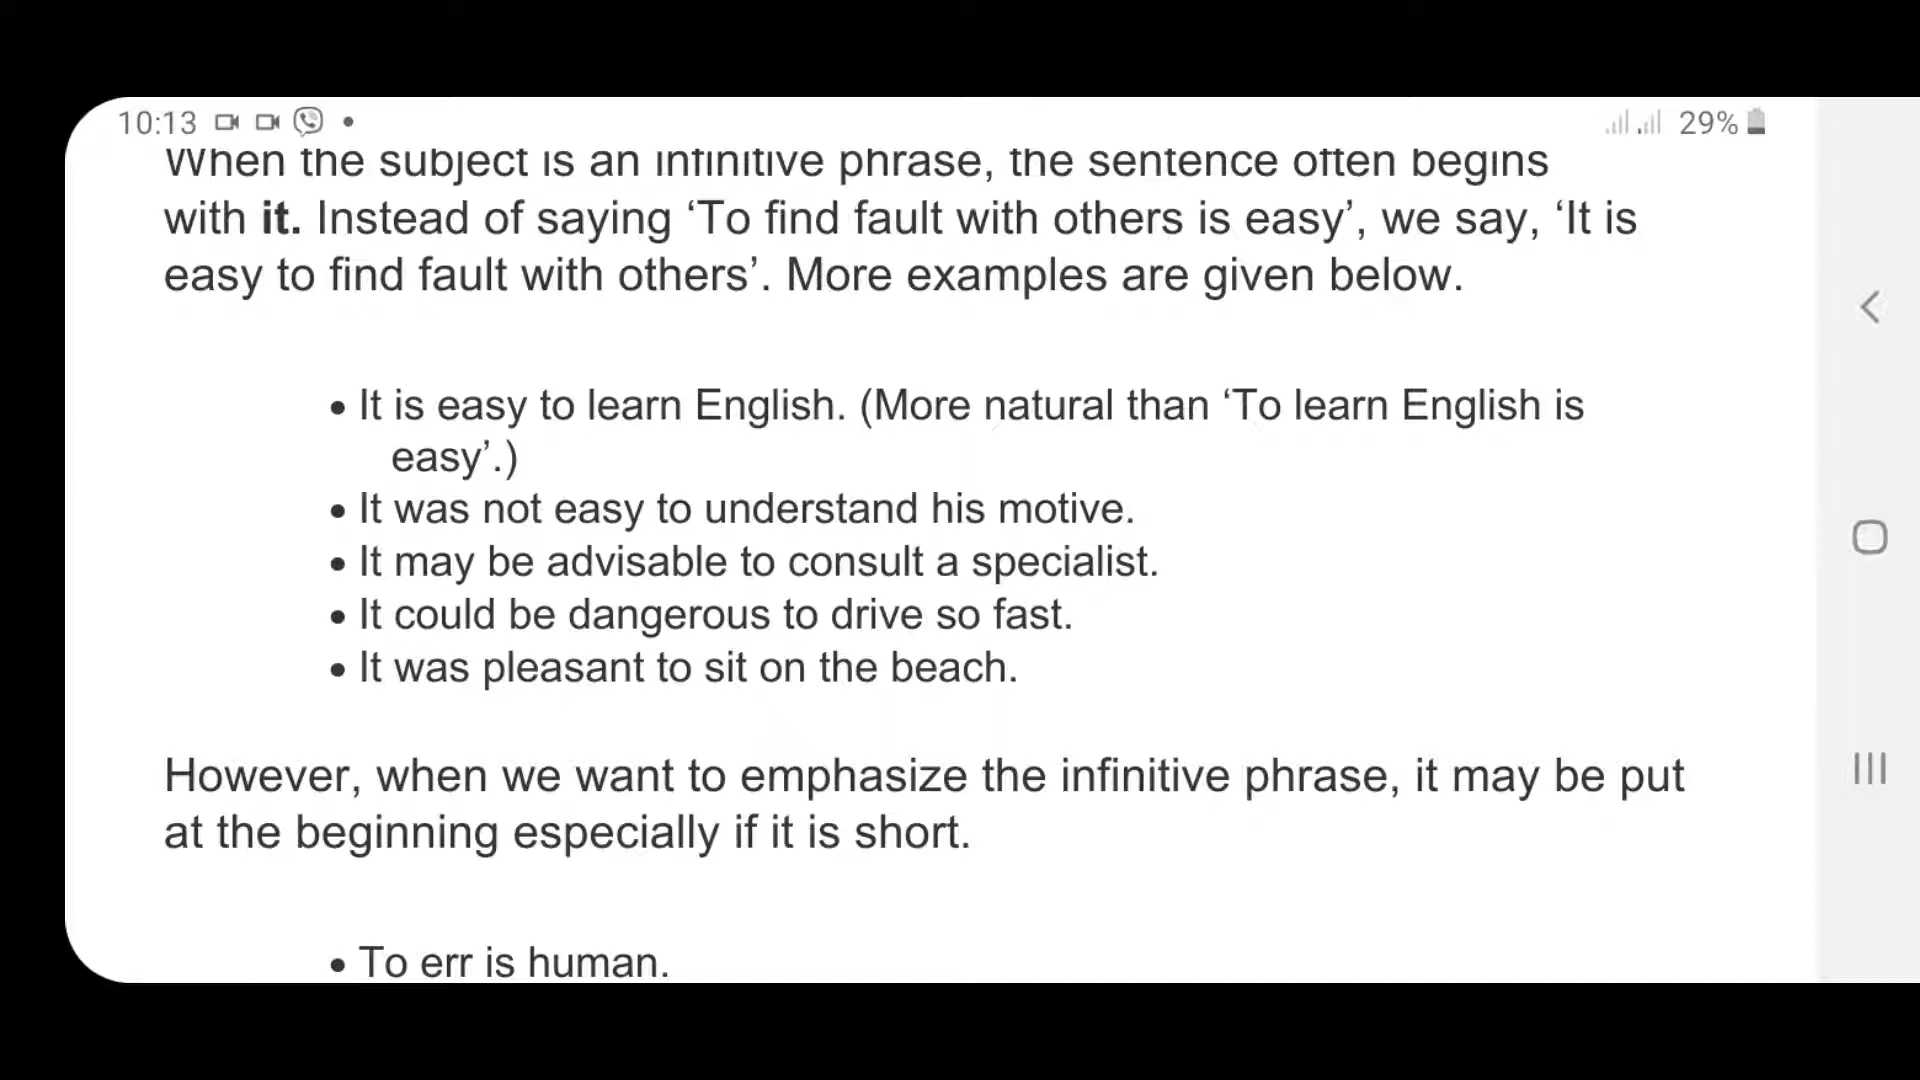 10:13
29%
When the subject is an infinitive phrase, the sentence often begins
with it. Instead of saying ‘To find fault with others is easy’, we say, ‘It is
easy to find fault with others’. More examples are given below.
• It is easy to learn English. (More natural than ‘To learn English is
easy’.)
• It was not easy to understand his motive.
• It may be advisable to consult a specialist.
• It could be dangerous to drive so fast.
• It was pleasant to sit on the beach.
However, when we want to emphasize the infinitive phrase, it may be put
at the beginning especially if it is short.
• To err is human.